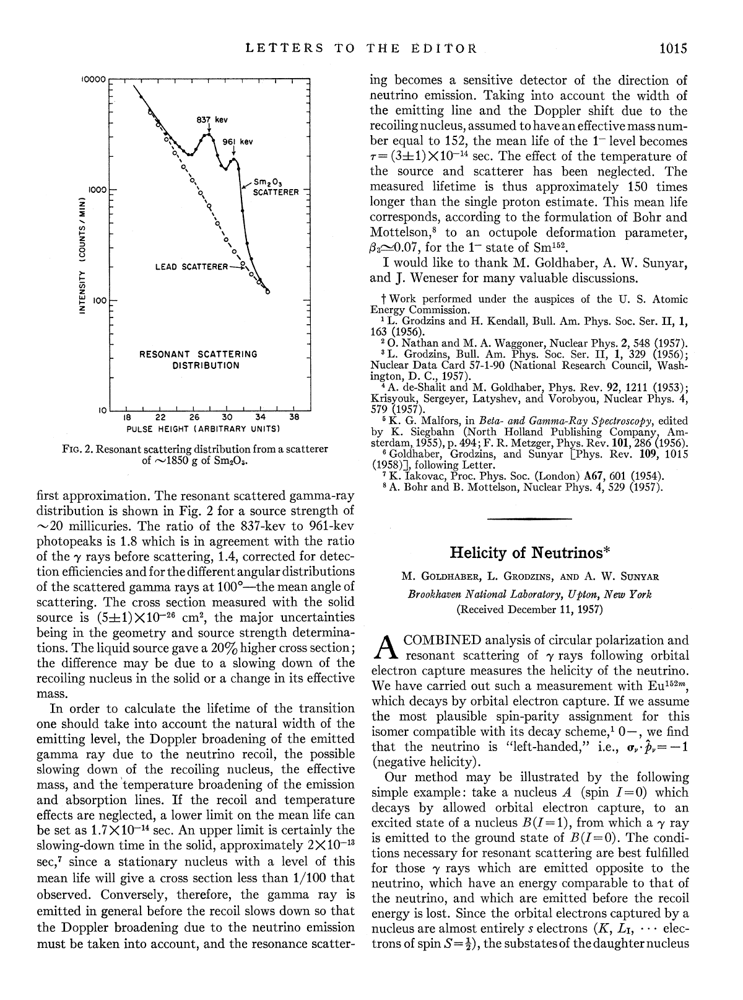 LETTERS TO THE EDITOR 1015
10000
1000
100
10
INTENSITY (COUNTS/MIN)
837 kev
961 kev
Sm₂O₃
SCATTERER
LEAD SCATTERER
RESONANT SCATTERING
DISTRIBUTION
18 22 26 30 34 38
PULSE HEIGHT (ARBITRARY UNITS)
FIG. 2. Resonant scattering distribution from a scatterer
of ∼1850 g of Sm₂O₃.
first approximation. The resonant scattered gamma-ray
distribution is shown in Fig. 2 for a source strength of
∼20 millicuries. The ratio of the 837-kev to 961-kev
photopeaks is 1.8 which is in agreement with the ratio
of the γ rays before scattering, 1.4, corrected for detec-
tion efficiencies and for the different angular distributions
of the scattered gamma rays at 100°—the mean angle of
scattering. The cross section measured with the solid
source is (5±1)×10⁻²⁶ cm², the major uncertainties
being in the geometry and source strength determina-
tions. The liquid source gave a 20% higher cross section;
the difference may be due to a slowing down of the
recoiling nucleus in the solid or a change in its effective
mass.
In order to calculate the lifetime of the transition
one should take into account the natural width of the
emitting level, the Doppler broadening of the emitted
gamma ray due to the neutrino recoil, the possible
slowing down of the recoiling nucleus, the effective
mass, and the temperature broadening of the emission
and absorption lines. If the recoil and temperature
effects are neglected, a lower limit on the mean life can
be set as 1.7×10⁻¹⁴ sec. An upper limit is certainly the
slowing-down time in the solid, approximately 2×10⁻¹³
sec,⁷ since a stationary nucleus with a level of this
mean life will give a cross section less than 1/100 that
observed. Conversely, therefore, the gamma ray is
emitted in general before the recoil slows down so that
the Doppler broadening due to the neutrino emission
must be taken into account, and the resonance scatter-
ing becomes a sensitive detector of the direction of
neutrino emission. Taking into account the width of
the emitting line and the Doppler shift due to the
recoiling nucleus, assumed to have an effective mass num-
ber equal to 152, the mean life of the 1⁻ level becomes
τ=(3±1)×10⁻¹⁴ sec. The effect of the temperature of
the source and scatterer has been neglected. The
measured lifetime is thus approximately 150 times
longer than the single proton estimate. This mean life
corresponds, according to the formulation of Bohr and
Mottelson,⁸ to an octupole deformation parameter,
β₃≃0.07, for the 1⁻ state of Sm¹⁵².
I would like to thank M. Goldhaber, A. W. Sunyar,
and J. Weneser for many valuable discussions.
† Work performed under the auspices of the U. S. Atomic
Energy Commission.
¹ L. Grodzins and H. Kendall, Bull. Am. Phys. Soc. Ser. II, 1,
163 (1956).
² O. Nathan and M. A. Waggoner, Nuclear Phys. 2, 548 (1957).
³ L. Grodzins, Bull. Am. Phys. Soc. Ser. II, 1, 329 (1956);
Nuclear Data Card 57-1-90 (National Research Council, Wash-
ington, D. C., 1957).
⁴ A. de-Shalit and M. Goldhaber, Phys. Rev. 92, 1211 (1953);
Krisyouk, Sergeyer, Latyshev, and Vorobyou, Nuclear Phys. 4,
579 (1957).
⁵ K. G. Malfors, in Beta- and Gamma-Ray Spectroscopy, edited
by K. Siegbahn (North Holland Publishing Company, Am-
sterdam, 1955), p. 494; F. R. Metzger, Phys. Rev. 101, 286 (1956).
⁶ Goldhaber, Grodzins, and Sunyar [Phys. Rev. 109, 1015
(1958)], following Letter.
⁷ K. Iakovac, Proc. Phys. Soc. (London) A67, 601 (1954).
⁸ A. Bohr and B. Mottelson, Nuclear Phys. 4, 529 (1957).
Helicity of Neutrinos*
M. GOLDHABER, L. GRODZINS, AND A. W. SUNYAR
Brookhaven National Laboratory, Upton, New York
(Received December 11, 1957)
A COMBINED analysis of circular polarization and
resonant scattering of γ rays following orbital
electron capture measures the helicity of the neutrino.
We have carried out such a measurement with Eu¹⁵²ᵐ,
which decays by orbital electron capture. If we assume
the most plausible spin-parity assignment for this
isomer compatible with its decay scheme,¹ 0−, we find
that the neutrino is “left-handed,” i.e., σᵥ·p̂ᵥ=−1
(negative helicity).
Our method may be illustrated by the following
simple example: take a nucleus A (spin I=0) which
decays by allowed orbital electron capture, to an
excited state of a nucleus B(I=1), from which a γ ray
is emitted to the ground state of B(I=0). The condi-
tions necessary for resonant scattering are best fulfilled
for those γ rays which are emitted opposite to the
neutrino, which have an energy comparable to that of
the neutrino, and which are emitted before the recoil
energy is lost. Since the orbital electrons captured by a
nucleus are almost entirely s electrons (K, L_I, ··· elec-
trons of spin S=½), the substates of the daughter nucleus